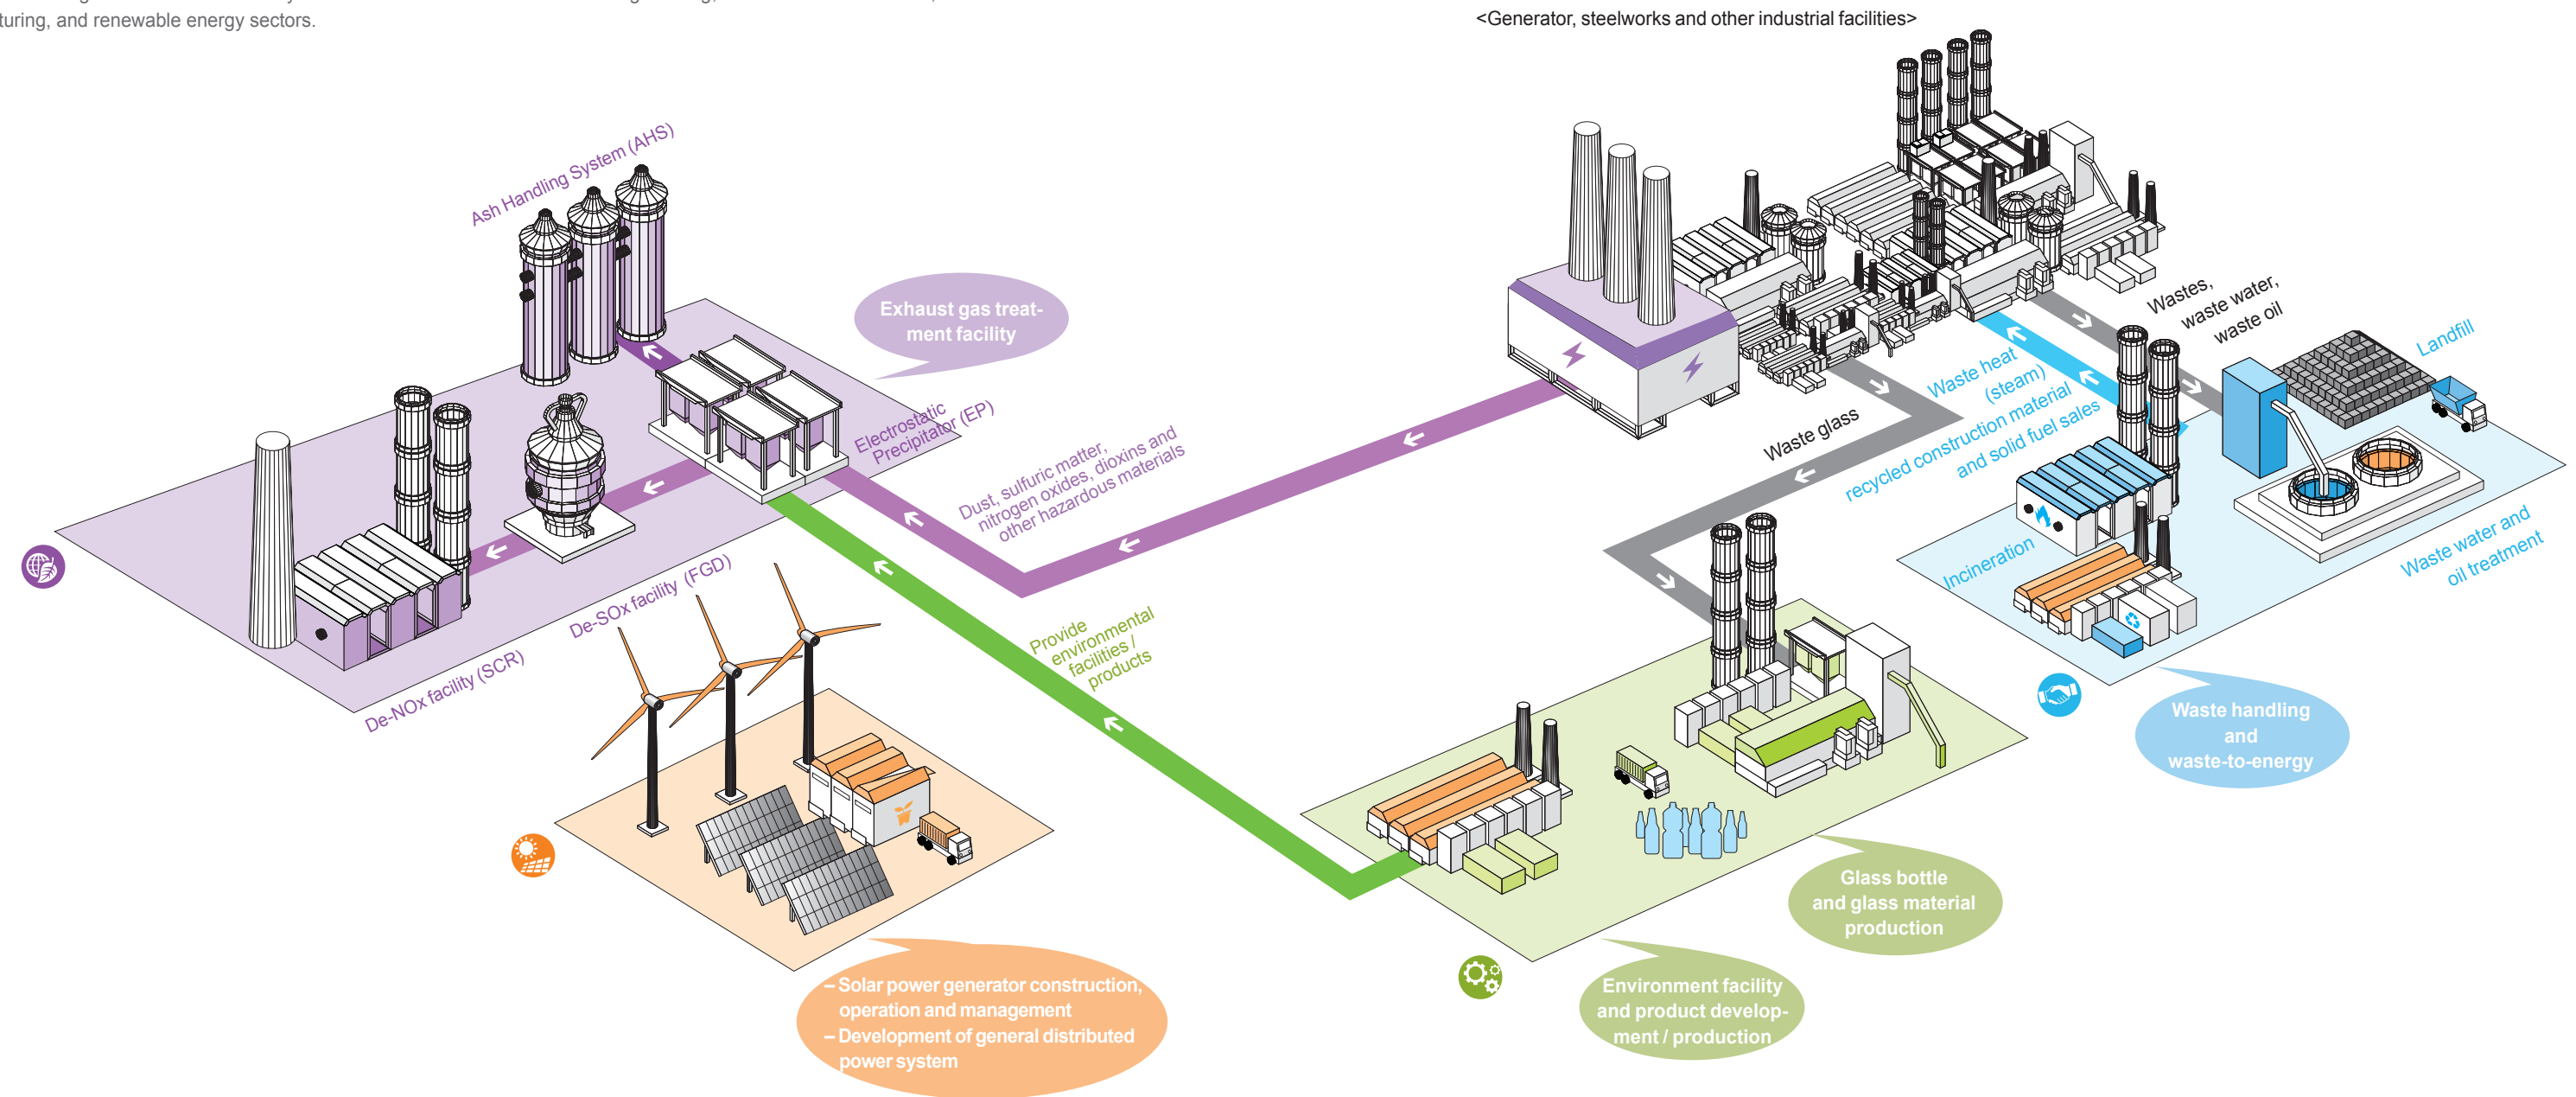 turing, and renewable energy sectors.
<Generator, steelworks and other industrial facilities>
Ash Handling System (AHS)
Exhaust gas treat-
ment facility
Electrostatic
Precipitator (EP)
Dust, sulfuric matter,
nitrogen oxides, dioxins and
other hazardous materials
De-SOx facility (FGD)
De-NOx facility (SCR)
Provide
environmental
facilities /
products
Wastes,
waste water,
waste oil
Landfill
Waste heat
(steam)
recycled construction material
and solid fuel sales
Waste glass
Incineration
Waste water and
oil treatment
Waste handling
and
waste-to-energy
Glass bottle
and glass material
production
Environment facility
and product develop-
ment / production
– Solar power generator construction,
operation and management
– Development of general distributed
power system